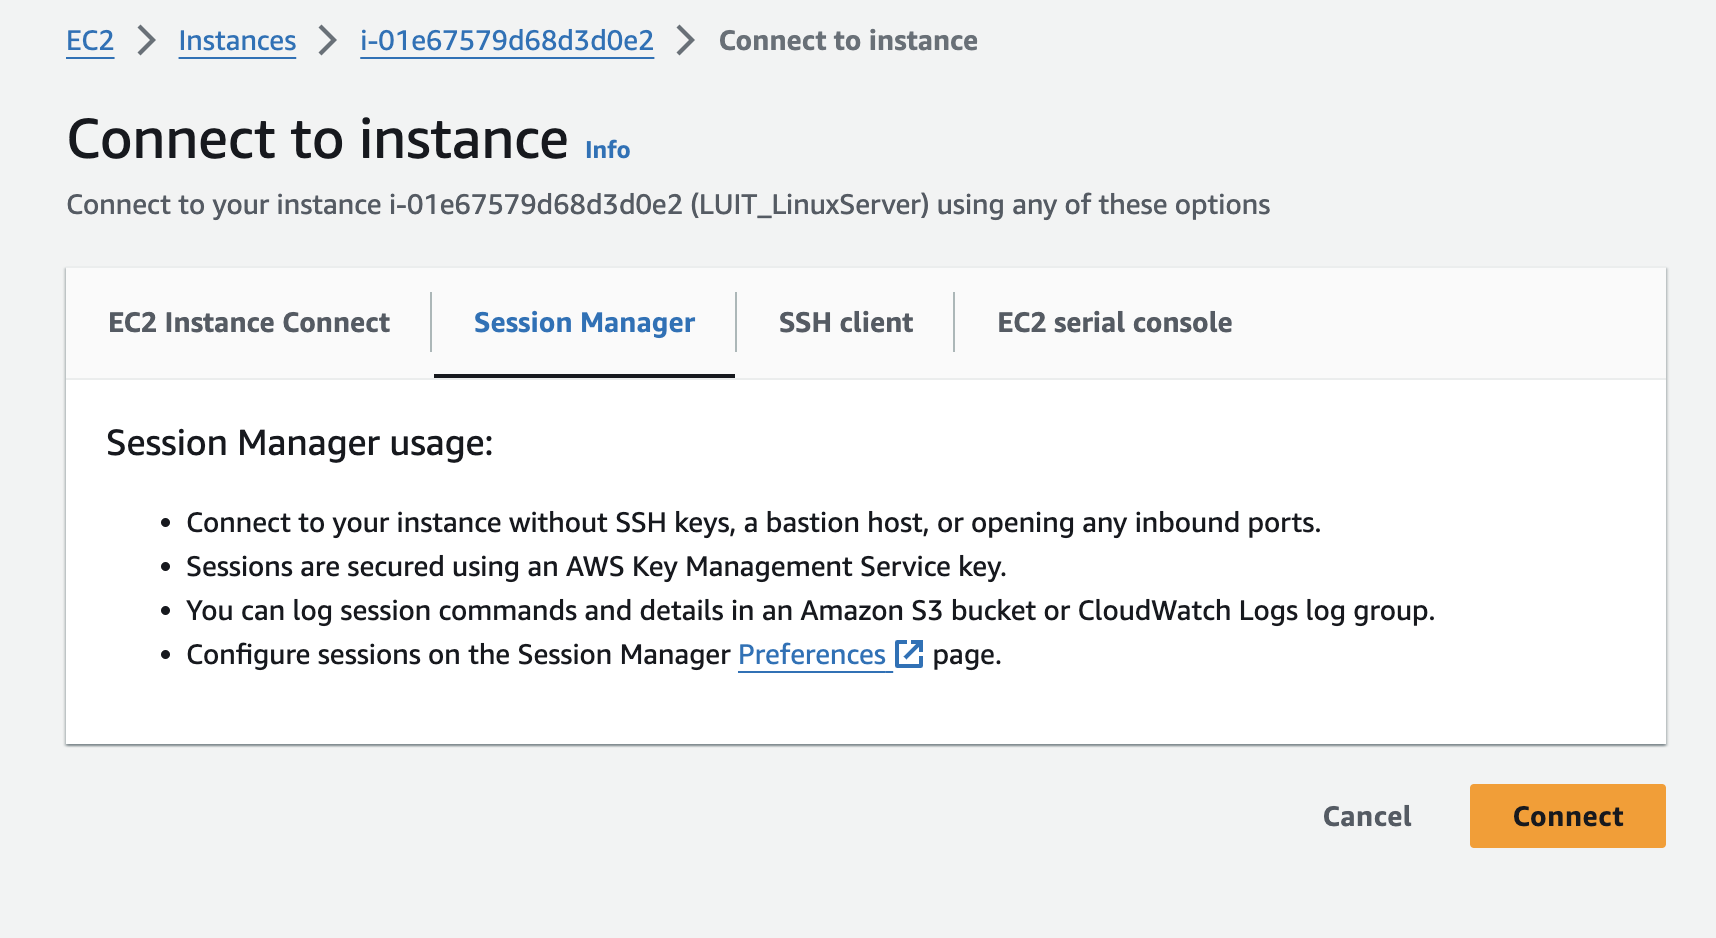 EC2 > Instances > i-01e67579d68d3d0e2 > Connect to instance
Connect to instance Info
Connect to your instance i-01e67579d68d3d0e2 (LUIT_LinuxServer) using any of these options
EC2 Instance Connect Session Manager SSH client EC2 serial console
Session Manager usage:
• Connect to your instance without SSH keys, a bastion host, or opening any inbound ports.
• Sessions are secured using an AWS Key Management Service key.
• You can log session commands and details in an Amazon S3 bucket or CloudWatch Logs log group.
• Configure sessions on the Session Manager Preferences page.
Cancel Connect